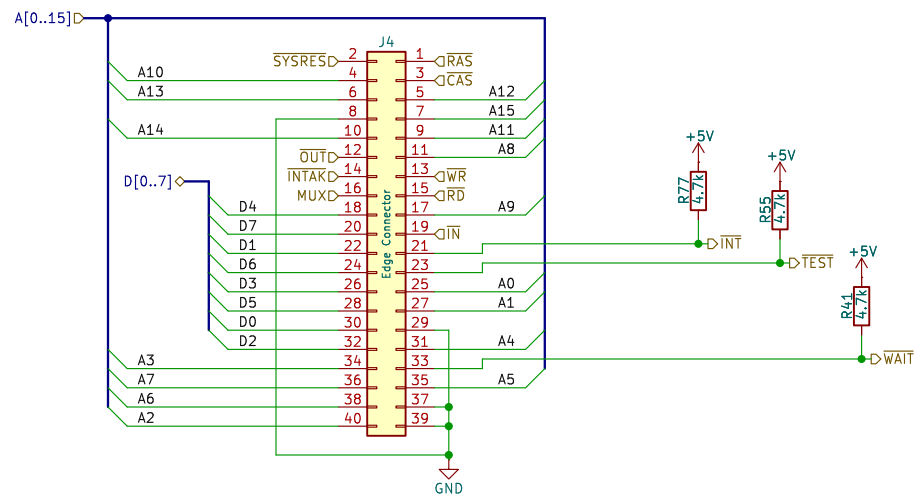 A[0..15]
J4
SYSRES 2 1 RAS
A10 4 3 CAS
A13 6 5 A12
8 7 A15
A14 10 9 A11
OUT 12 11 A8
INTAK 14 13 WR
MUX 16 15 RD
D[0..7]
D4 18 17 A9
D7 20 19 IN
D1 22 21
D6 24 23
D3 26 25 A0
D5 28 27 A1
D0 30 29
D2 32 31 A4
A3 34 33
A7 36 35 A5
A6 38 37
A2 40 39
Edge Connector
GND
+5V
R77
4.7k
INT
+5V
R55
4.7k
TEST
+5V
R41
4.7k
WAIT